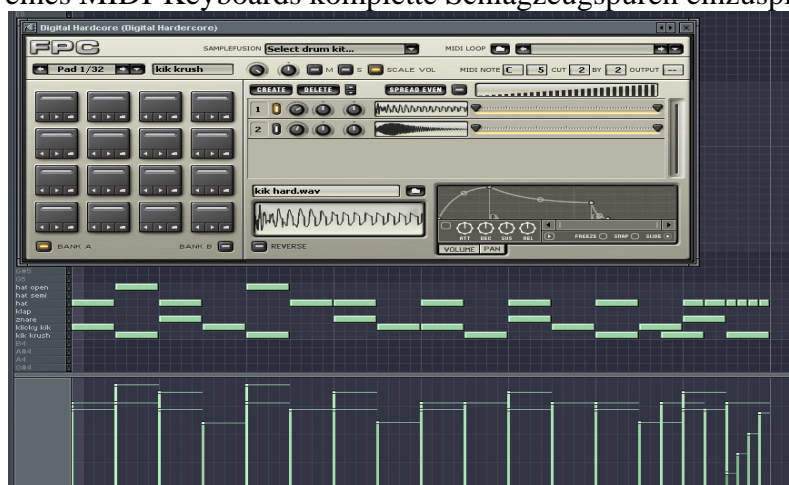 eines MIDI-Keyboards komplette Schlagzeugspuren einzuspi
Digital Hardcore (Digital Hardercore)
FPC SAMPLEFUSION Select drum kit... MIDI LOOP
Pad 1/32 kik krush M S SCALE VOL MIDI NOTE C 5 CUT 2 BY 2 OUTPUT --
CREATE DELETE SPREAD EVEN
1
2
kik hard.wav
ATT DEC SUS REL FREEZE SNAP SLIDE
BANK A BANK B REVERSE VOLUME PAN
G#5
G5
hat open
hat semi
hat
klap
znare
klioky kik
kik krush
B4
A#4
A4
G#4